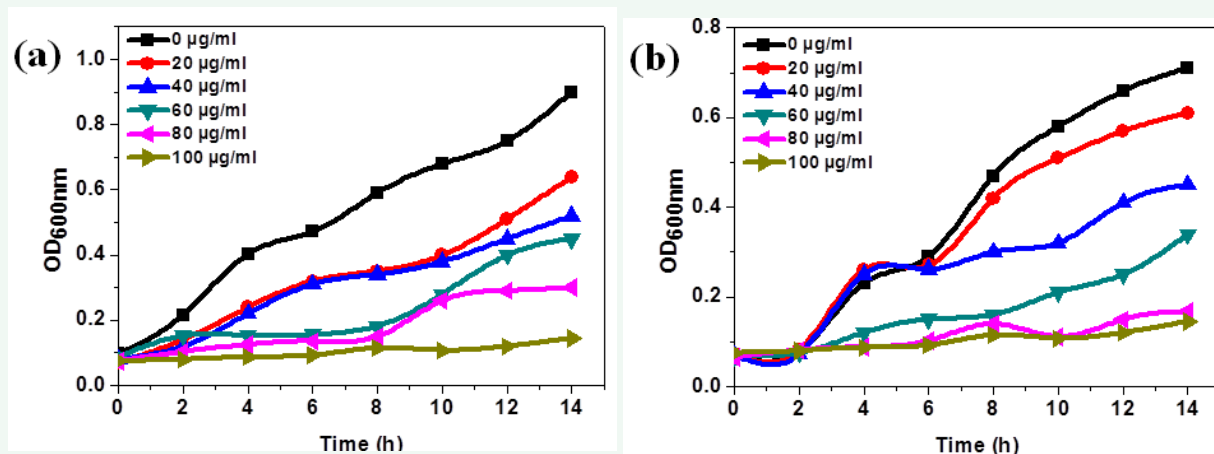 (a)
0 µg/ml
20 µg/ml
40 µg/ml
60 µg/ml
80 µg/ml
100 µg/ml
1.0
0.8
0.6
0.4
0.2
0.0
OD600nm
0 2 4 6 8 10 12 14
Time (h)
(b)
0 µg/ml
20 µg/ml
40 µg/ml
60 µg/ml
80 µg/ml
100 µg/ml
0.8
0.6
0.4
0.2
0.0
OD600nm
0 2 4 6 8 10 12 14
Time (h)